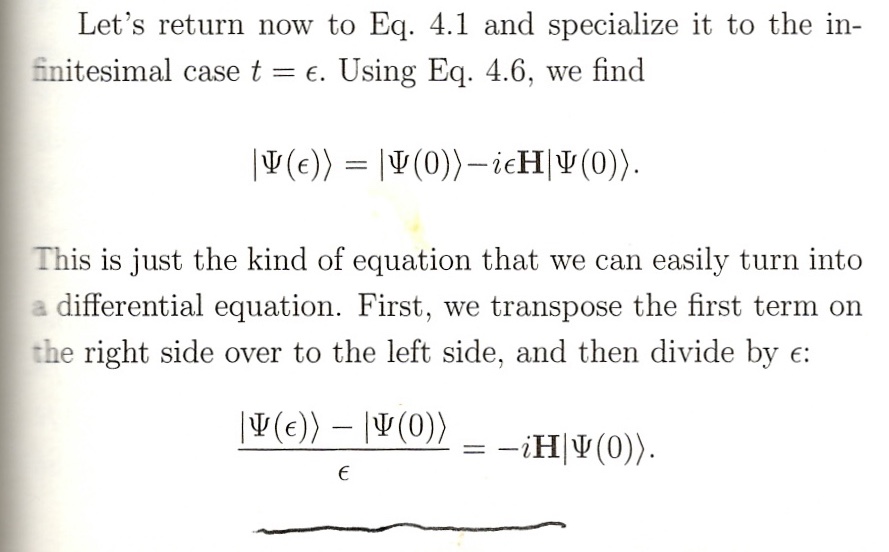 Let's return now to Eq. 4.1 and specialize it to the in-
finitesimal case t = ϵ. Using Eq. 4.6, we find
|Ψ(ϵ)⟩ = |Ψ(0)⟩−iϵH|Ψ(0)⟩.
This is just the kind of equation that we can easily turn into
a differential equation. First, we transpose the first term on
the right side over to the left side, and then divide by ϵ:
|Ψ(ϵ)⟩ − |Ψ(0)⟩
ϵ
= −iH|Ψ(0)⟩.